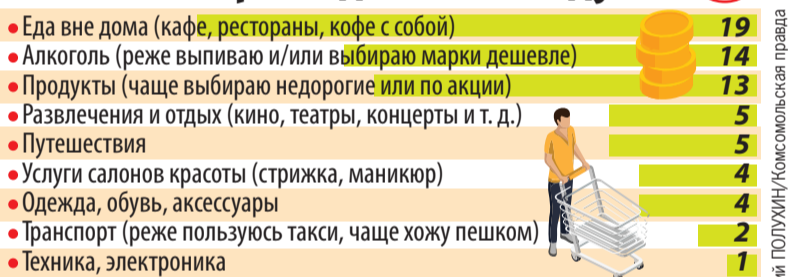 • Еда вне дома (кафе, рестораны, кофе с собой) 19
• Алкоголь (реже выпиваю и/или выбираю марки дешевле) 14
• Продукты (чаще выбираю недорогие или по акции) 13
• Развлечения и отдых (кино, театры, концерты и т. д.) 5
• Путешествия 5
• Услуги салонов красоты (стрижка, маникюр) 4
• Одежда, обувь, аксессуары 4
• Транспорт (реже пользуюсь такси, чаще хожу пешком) 2
• Техника, электроника 1
ПОЛУХИН/Комсомольская правда